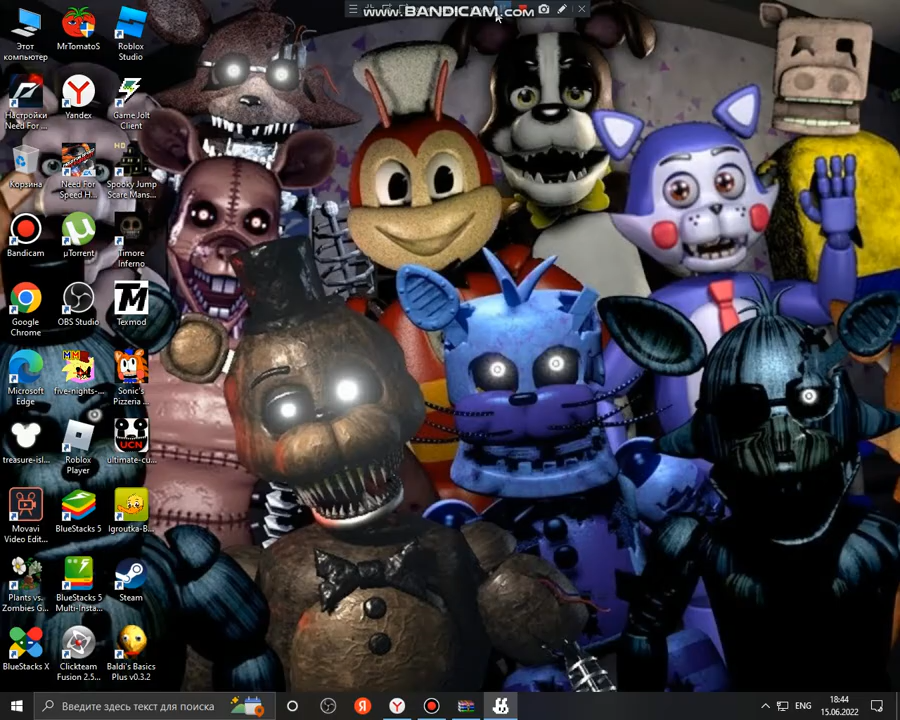 www.BANDICAM.com
Этот
компьютер
MrTomatoS
Roblox
Studio
Настройки
Need For ...
Yandex
Game Jolt
Client
Корзина
Need For
Speed H...
HD
Spooky Jump
Scare Mans...
Bandicam
µTorrent
Timore
Inferno
Google
Chrome
OBS Studio
Texmod
Microsoft
Edge
five-nights-...
Sonic's
Pizzeria ...
treasure-isl...
Roblox
Player
UCN
ultimate-cu...
Movavi
Video Edit...
BlueStacks 5
Igroutka-B...
Plants vs.
Zombies G...
BlueStacks 5
Multi-Insta...
Steam
BlueStacks X
Clickteam
Fusion 2.5...
Baldi's Basics
Plus v0.3.2
Введите здесь текст для поиска
ENG
18:44
15.06.2022